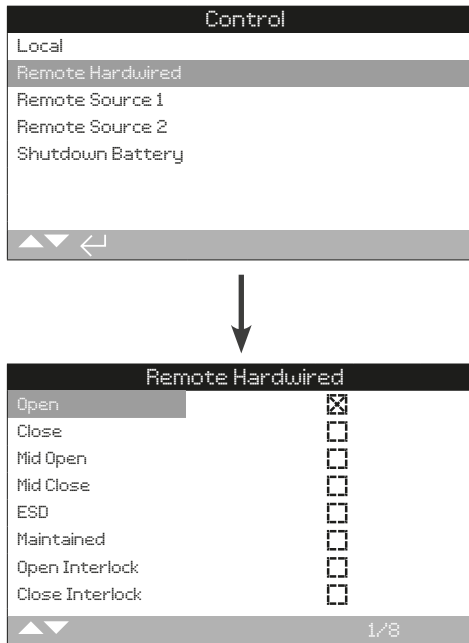 Control
Local
Remote Hardwired
Remote Source 1
Remote Source 2
Shutdown Battery
Remote Hardwired
Open
Close
Mid Open
Mid Close
ESD
Maintained
Open Interlock
Close Interlock
1/8